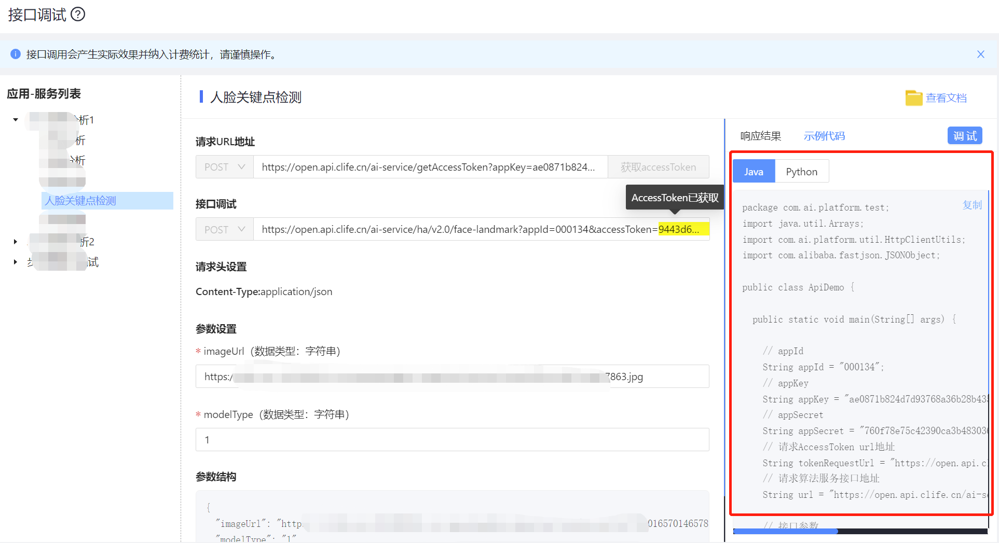 接口调试
接口调用会产生实际效果并纳入计费统计，请谨慎操作。
应用-服务列表
析1
析
析
人脸关键点检测
析2
试
人脸关键点检测
查看文档
请求URL地址
POST
https://open.api.clife.cn/ai-service/getAccessToken?appKey=ae0871b824...
获取accessToken
AccessToken已获取
接口调试
POST
https://open.api.clife.cn/ai-service/ha/v2.0/face-landmark?appId=000134&accessToken=9443d6...
请求头设置
Content-Type:application/json
参数设置
* imageUrl（数据类型：字符串）
https:/ 7863.jpg
* modelType（数据类型：字符串）
1
参数结构
{
"imageUrl": "http 016570146578
"modelType": "1"
响应结果
示例代码
调 试
Java
Python
复制
package com.ai.platform.test;
import java.util.Arrays;
import com.ai.platform.util.HttpClientUtils;
import com.alibaba.fastjson.JSONObject;
public class ApiDemo {
public static void main(String[] args) {
// appId
String appId = "000134";
// appKey
String appKey = "ae0871b824d7d93768a36b28b43
// appSecret
String appSecret = "760f78e75c42390ca3b48303
// 请求AccessToken url地址
String tokenRequestUrl = "https://open.api.c
// 请求算法服务接口地址
String url = "https://open.api.clife.cn/ai-s
// 接口参数